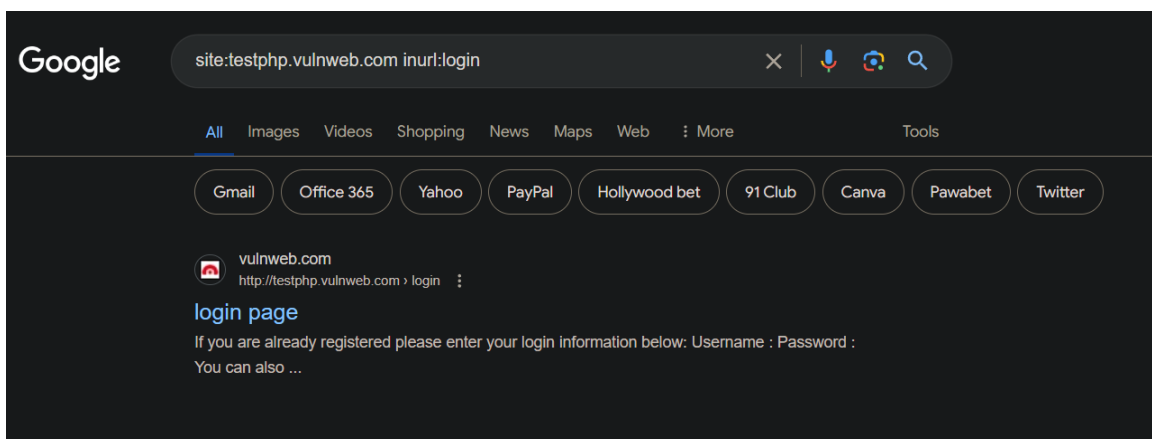 Google
site:testphp.vulnweb.com inurl:login
All Images Videos Shopping News Maps Web More Tools
Gmail Office 365 Yahoo PayPal Hollywood bet 91 Club Canva Pawabet Twitter
vulnweb.com
http://testphp.vulnweb.com › login
login page
If you are already registered please enter your login information below: Username : Password :
You can also ...